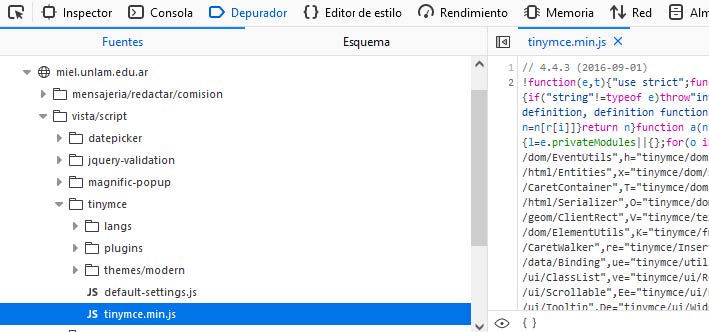 Inspector Consola Depurador Editor de estilo Rendimiento Memoria Red
Fuentes Esquema tinymce.min.js
miel.unlam.edu.ar
mensajeria/redactar/comision
vista/script
datepicker
jquery-validation
magnific-popup
tinymce
langs
plugins
themes/modern
JS default-settings.js
JS tinymce.min.js
1 // 4.4.3 (2016-09-01)
2 !function(e,t){"use strict";fun
{if("string"!=typeof e)throw"in
definition, definition function
n=n[r[i]]}return n}function a(n
{l=e.privateModules||{};for(o i
/dom/EventUtils",h="tinymce/dom
/html/Entities",x="tinymce/dom/
/CaretContainer",T="tinymce/dom
/html/Serializer",O="tinymce/do
/geom/ClientRect",V="tinymce/te
/dom/ElementUtils",K="tinymce/f
/CaretWalker",re="tinymce/Inser
/data/Binding",ue="tinymce/util
/ui/ClassList",ve="tinymce/ui/R
/ui/Scrollable",Ee="tinymce/ui/
/ui/Tooltip",De="tinymce/ui/Wid
{ }